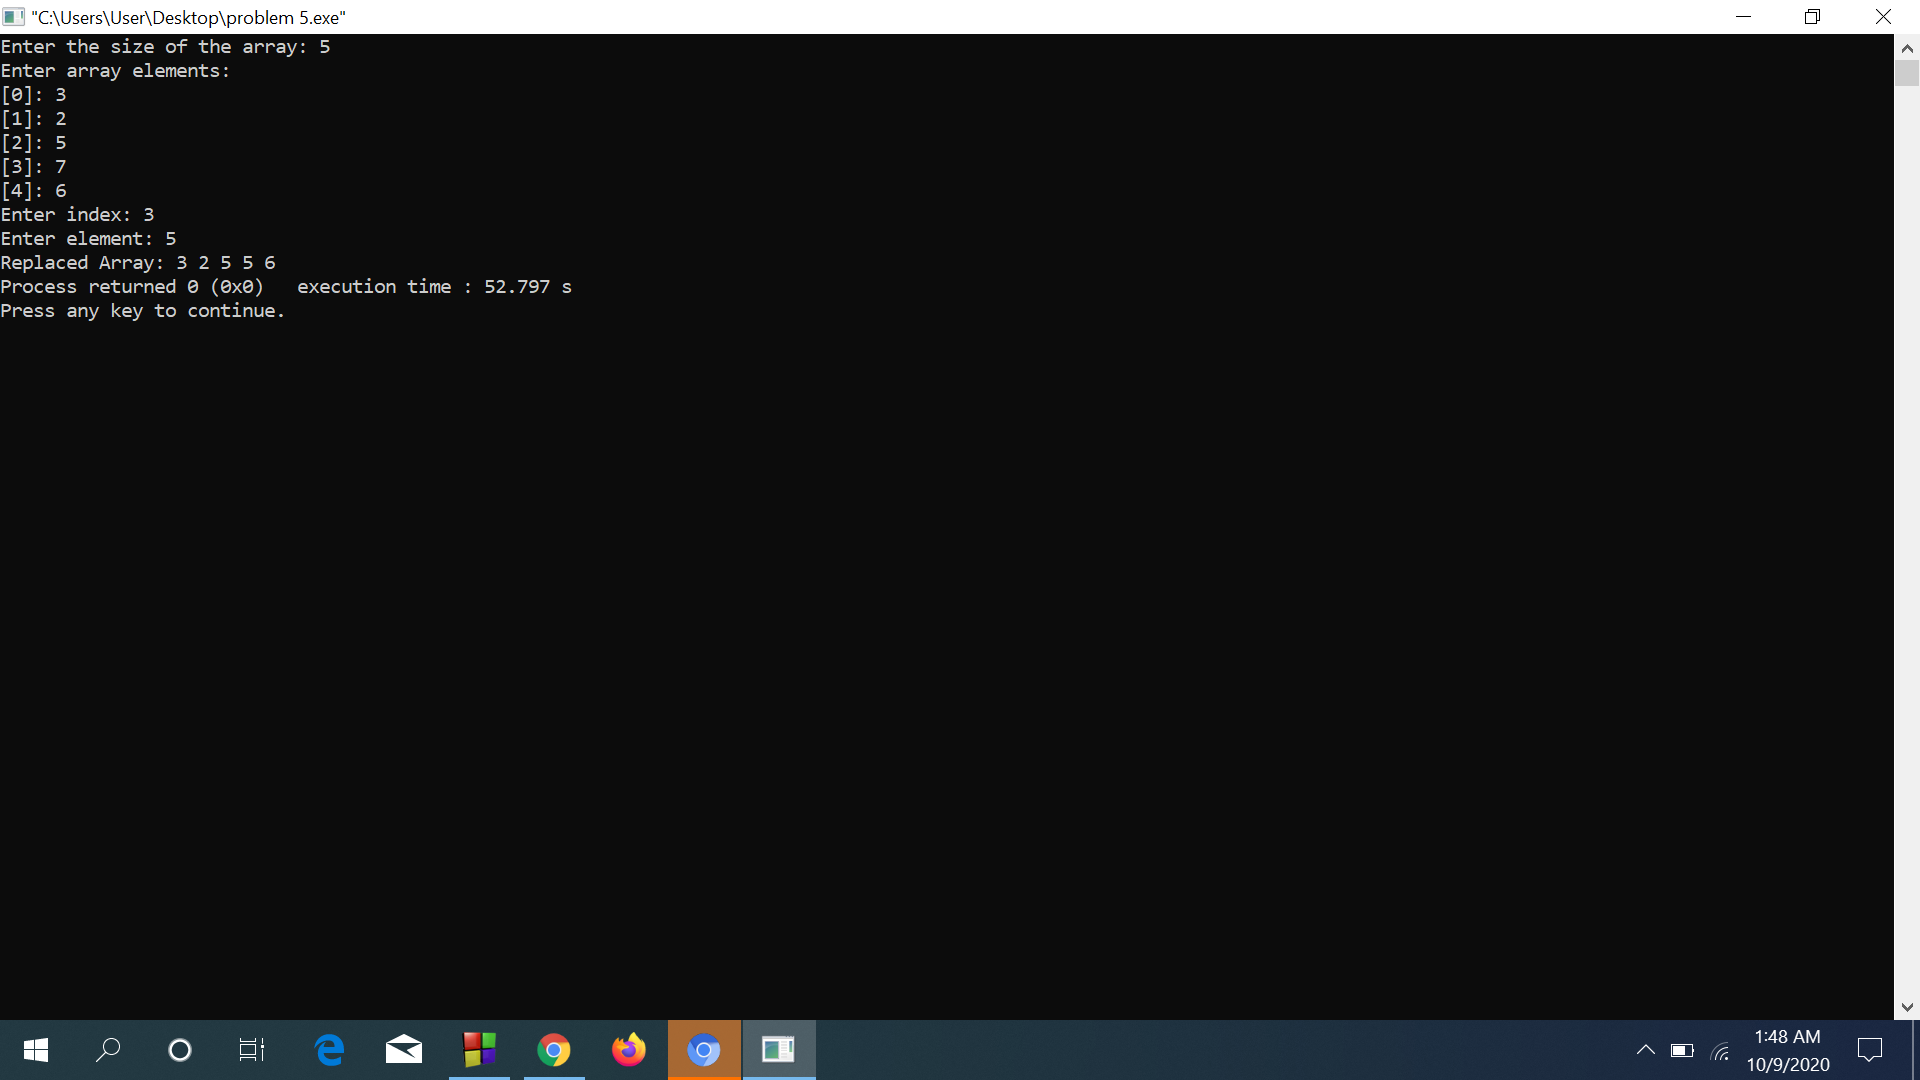 "C:\Users\User\Desktop\problem 5.exe"
Enter the size of the array: 5
Enter array elements:
[0]: 3
[1]: 2
[2]: 5
[3]: 7
[4]: 6
Enter index: 3
Enter element: 5
Replaced Array: 3 2 5 5 6
Process returned 0 (0x0)   execution time : 52.797 s
Press any key to continue.
1:48 AM
10/9/2020